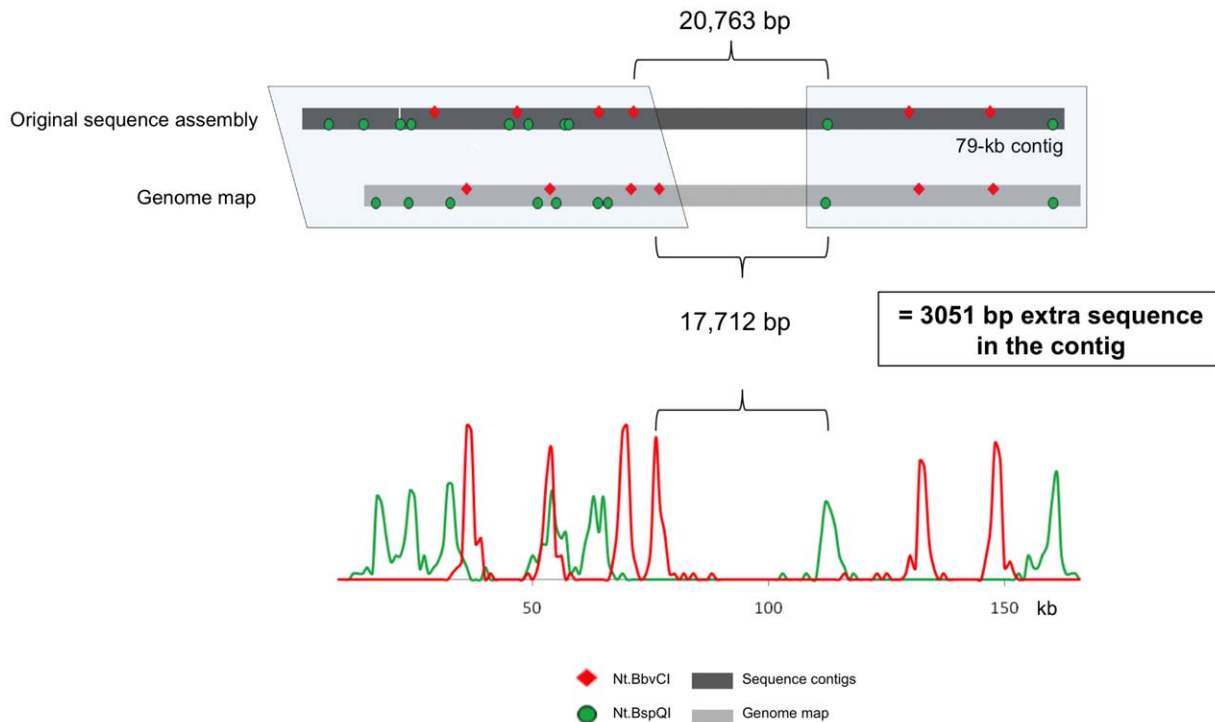 20,763 bp
Original sequence assembly
79-kb contig
Genome map
17,712 bp
= 3051 bp extra sequence
in the contig
50
100
150
kb
Nt.BbvCI
Sequence contigs
Nt.BspQI
Genome map